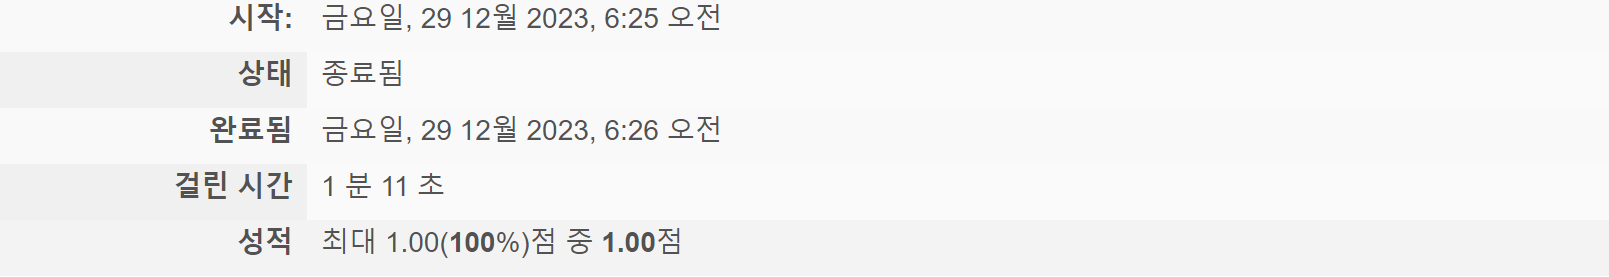 시작: 금요일, 29 12월 2023, 6:25 오전
상태 종료됨
완료됨 금요일, 29 12월 2023, 6:26 오전
걸린 시간 1 분 11 초
성적 최대 1.00(100%)점 중 1.00점